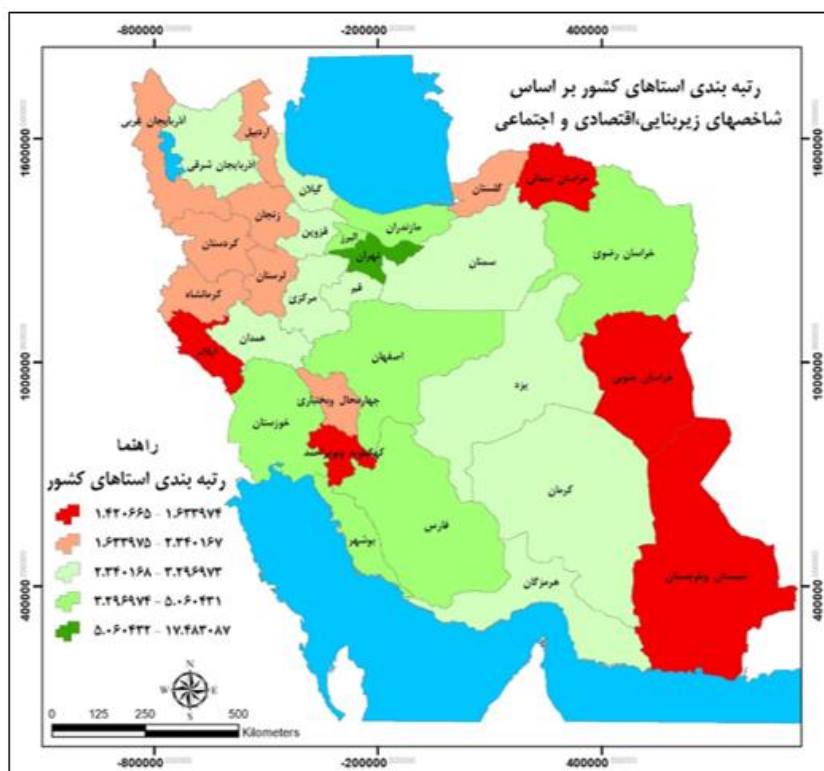 -800000
-200000
400000
رتبه بندی استاهای کشور بر اساس
شاخصهای زیربنایی،اقتصادی و اجتماعی
1600000
1600000
آذربایجان غربی
اردبیل
آذربایجان شرقی
گیلان
گلستان
خراسان شمالی
زنجان
قزوین
البرز
مازندران
تهران
سمنان
خراسان رضوی
کردستان
لرستان
کرمانشاه
مرکزی
قم
1000000
1000000
ایلام
همدان
اصفهان
یزد
خراسان جنوبی
خوزستان
چهارمحال وبختیاری
کهکیلویه وبویراحمد
کرمان
فارس
بوشهر
هرمزگان
سیستان وبلوچستان
راهنما
رتبه بندی استاهای کشور
۱.۴۲۰۶۶۵ - ۱.۶۳۳۹۷۴
۱.۶۳۳۹۷۵ - ۲.۳۴۰۱۶۷
۲.۳۴۰۱۶۸ - ۳.۲۹۶۹۷۳
۳.۲۹۶۹۷۴ - ۵.۰۶۰۴۳۱
۵.۰۶۰۴۳۲ - ۱۷.۴۸۳۰۸۷
400000
400000
N
W
E
S
0 125 250 500
Kilometers
-800000
-200000
400000